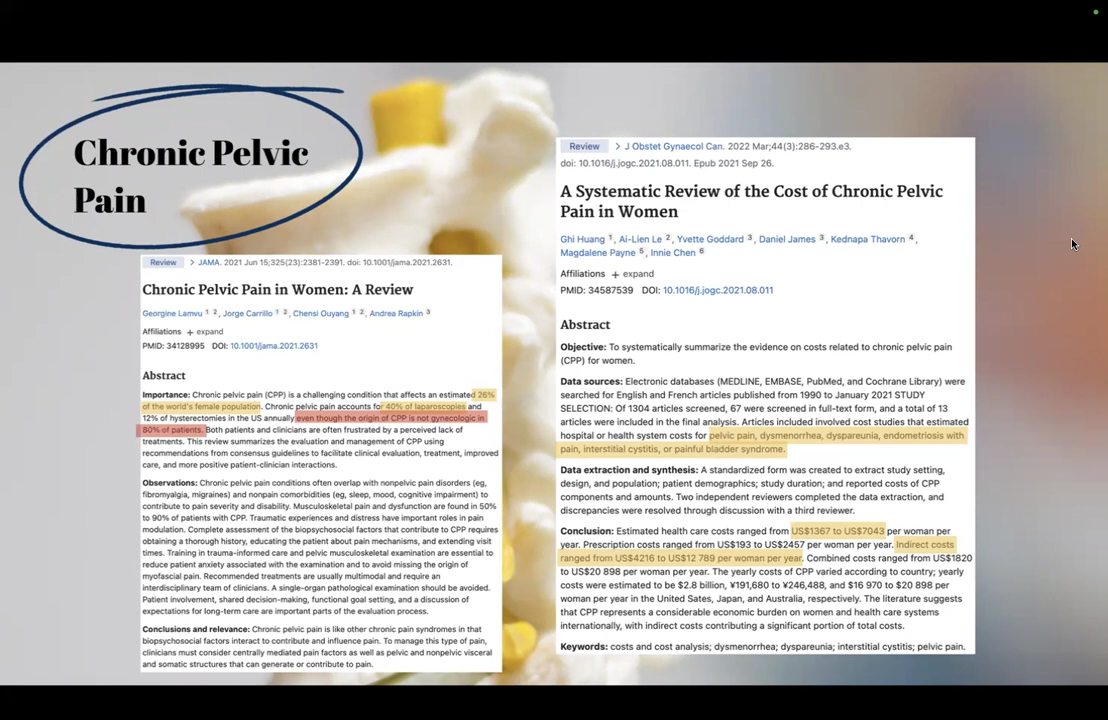 Chronic Pelvic
Pain
Review > JAMA. 2021 Jun 15;325(23):2381-2391. doi: 10.1001/jama.2021.2631.
Chronic Pelvic Pain in Women: A Review
Georgine Lamvu 1 2, Jorge Carrillo 1 2, Chensi Ouyang 1 2, Andrea Rapkin 3
Affiliations + expand
PMID: 34128995 DOI: 10.1001/jama.2021.2631
Abstract
Importance: Chronic pelvic pain (CPP) is a challenging condition that affects an estimated 26%
of the world's female population. Chronic pelvic pain accounts for 40% of laparoscopies and
12% of hysterectomies in the US annually even though the origin of CPP is not gynecologic in
80% of patients. Both patients and clinicians are often frustrated by a perceived lack of
treatments. This review summarizes the evaluation and management of CPP using
recommendations from consensus guidelines to facilitate clinical evaluation, treatment, improved
care, and more positive patient-clinician interactions.
Observations: Chronic pelvic pain conditions often overlap with nonpelvic pain disorders (eg,
fibromyalgia, migraines) and nonpain comorbidities (eg, sleep, mood, cognitive impairment) to
contribute to pain severity and disability. Musculoskeletal pain and dysfunction are found in 50%
to 90% of patients with CPP. Traumatic experiences and distress have important roles in pain
modulation. Complete assessment of the biopsychosocial factors that contribute to CPP requires
obtaining a thorough history, educating the patient about pain mechanisms, and extending visit
times. Training in trauma-informed care and pelvic musculoskeletal examination are essential to
reduce patient anxiety associated with the examination and to avoid missing the origin of
myofascial pain. Recommended treatments are usually multimodal and require an
interdisciplinary team of clinicians. A single-organ pathological examination should be avoided.
Patient involvement, shared decision-making, functional goal setting, and a discussion of
expectations for long-term care are important parts of the evaluation process.
Conclusions and relevance: Chronic pelvic pain is like other chronic pain syndromes in that
biopsychosocial factors interact to contribute and influence pain. To manage this type of pain,
clinicians must consider centrally mediated pain factors as well as pelvic and nonpelvic visceral
and somatic structures that can generate or contribute to pain.
Review > J Obstet Gynaecol Can. 2022 Mar;44(3):286-293.e3.
doi: 10.1016/j.jogc.2021.08.011. Epub 2021 Sep 26.
A Systematic Review of the Cost of Chronic Pelvic
Pain in Women
Ghi Huang 1, Ai-Lien Le 2, Yvette Goddard 3, Daniel James 3, Kednapa Thavorn 4,
Magdalene Payne 5, Innie Chen 6
Affiliations + expand
PMID: 34587539 DOI: 10.1016/j.jogc.2021.08.011
Abstract
Objective: To systematically summarize the evidence on costs related to chronic pelvic pain
(CPP) for women.
Data sources: Electronic databases (MEDLINE, EMBASE, PubMed, and Cochrane Library) were
searched for English and French articles published from 1990 to January 2021 STUDY
SELECTION: Of 1304 articles screened, 67 were screened in full-text form, and a total of 13
articles were included in the final analysis. Articles included involved cost studies that estimated
hospital or health system costs for pelvic pain, dysmenorrhea, dyspareunia, endometriosis with
pain, interstitial cystitis, or painful bladder syndrome.
Data extraction and synthesis: A standardized form was created to extract study setting,
design, and population; patient demographics; study duration; and reported costs of CPP
components and amounts. Two independent reviewers completed the data extraction, and
discrepancies were resolved through discussion with a third reviewer.
Conclusion: Estimated health care costs ranged from US$1367 to US$7043 per woman per
year. Prescription costs ranged from US$193 to US$2457 per woman per year. Indirect costs
ranged from US$4216 to US$12 789 per woman per year. Combined costs ranged from US$1820
to US$20 898 per woman per year. The yearly costs of CPP varied according to country; yearly
costs were estimated to be $2.8 billion, ¥191,680 to ¥246,488, and $16 970 to $20 898 per
woman per year in the United States, Japan, and Australia, respectively. The literature suggests
that CPP represents a considerable economic burden on women and health care systems
internationally, with indirect costs contributing a significant portion of total costs.
Keywords: costs and cost analysis; dysmenorrhea; dyspareunia; interstitial cystitis; pelvic pain.